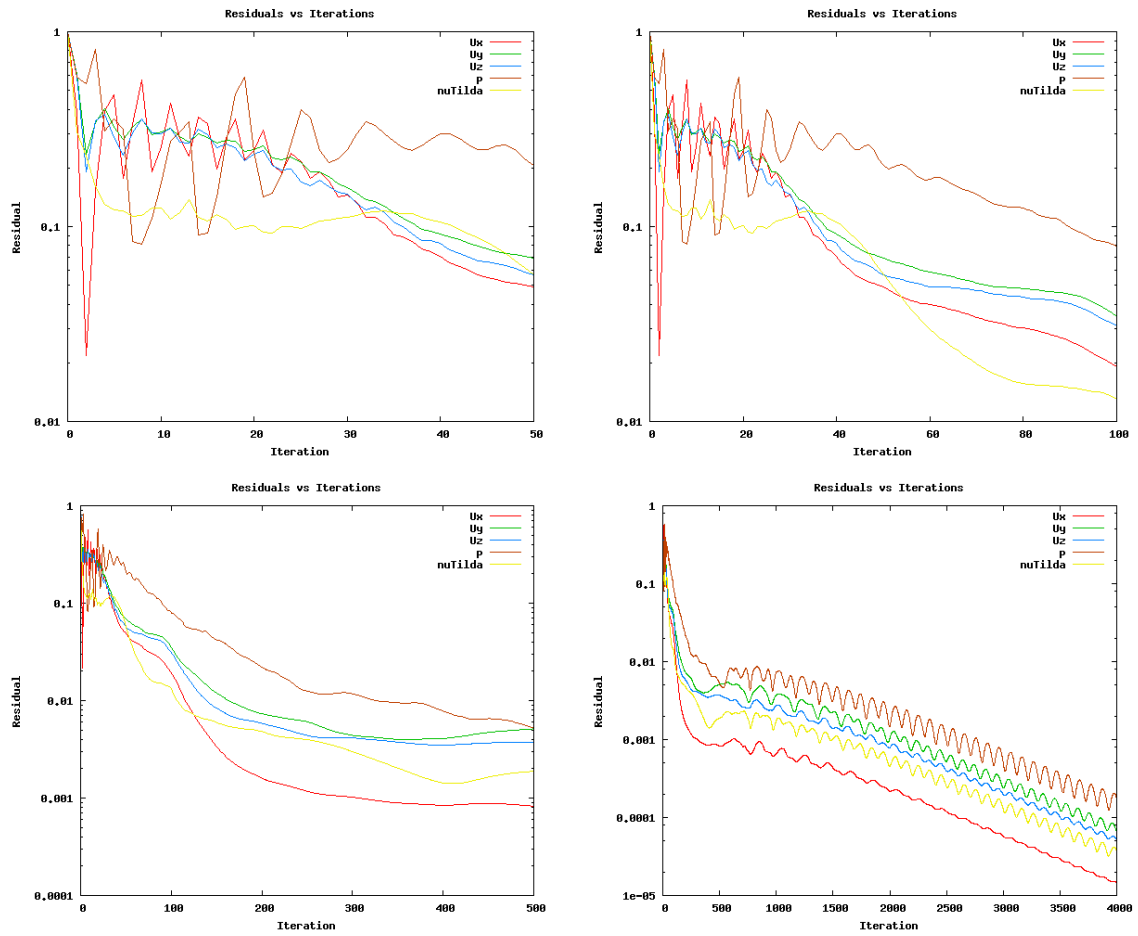 Residuals vs Iterations
1
0.1
0.01
Residual
0 10 20 30 40 50
Iteration
Ux
Uy
Uz
p
nuTilda
Residuals vs Iterations
1
0.1
0.01
Residual
0 20 40 60 80 100
Iteration
Ux
Uy
Uz
p
nuTilda
Residuals vs Iterations
1
0.1
0.01
0.001
0.0001
Residual
0 100 200 300 400 500
Iteration
Ux
Uy
Uz
p
nuTilda
Residuals vs Iterations
1
0.1
0.01
0.001
0.0001
1e-05
Residual
0 500 1000 1500 2000 2500 3000 3500 4000
Iteration
Ux
Uy
Uz
p
nuTilda